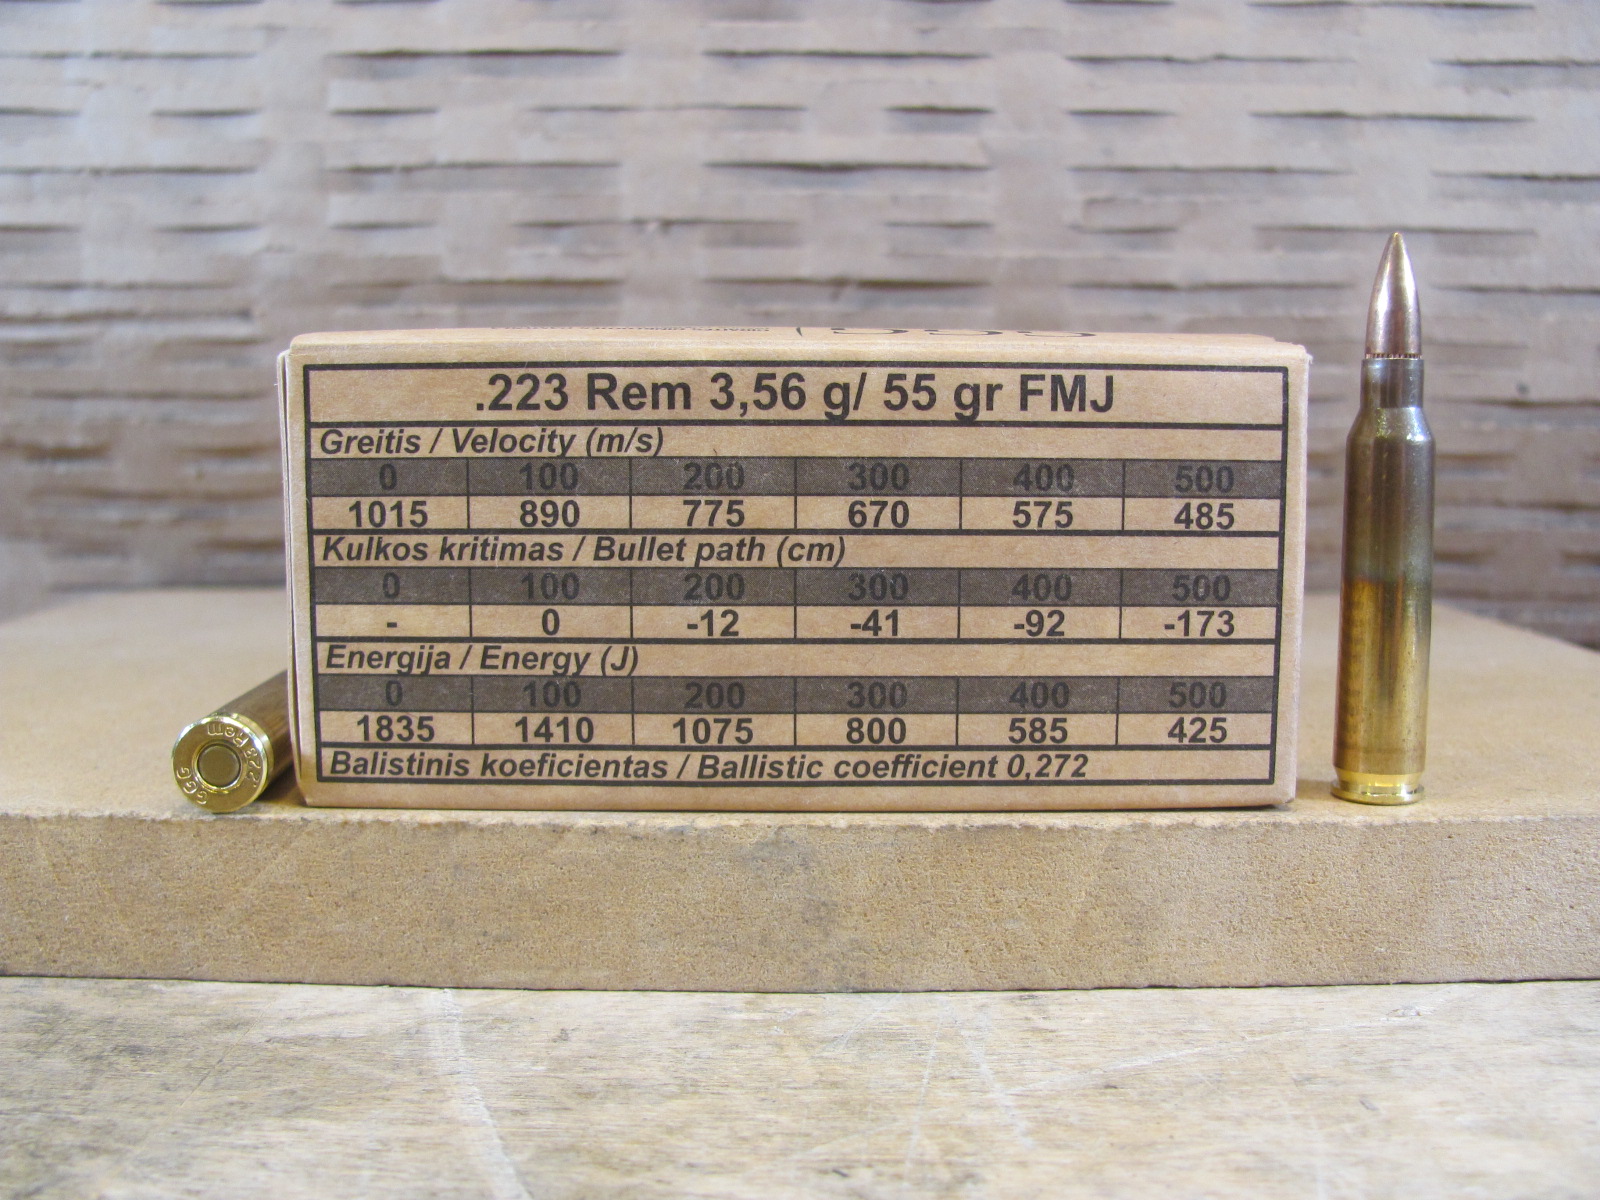 .223 Rem 3,56 g/ 55 gr FMJ
Greitis / Velocity (m/s)
0 100 200 300 400 500
1015 890 775 670 575 485
Kulkos kritimas / Bullet path (cm)
0 100 200 300 400 500
- 0 -12 -41 -92 -173
Energija / Energy (J)
0 100 200 300 400 500
1835 1410 1075 800 585 425
Balistinis koeficientas / Ballistic coefficient 0,272
GGG .223 Rem